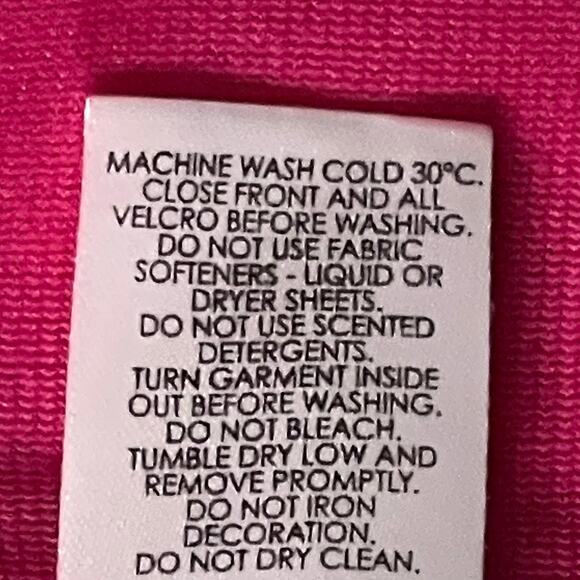 MACHINE WASH COLD 30°C.
CLOSE FRONT AND ALL
VELCRO BEFORE WASHING.
DO NOT USE FABRIC
SOFTENERS - LIQUID OR
DRYER SHEETS.
DO NOT USE SCENTED
DETERGENTS.
TURN GARMENT INSIDE
OUT BEFORE WASHING.
DO NOT BLEACH.
TUMBLE DRY LOW AND
REMOVE PROMPTLY.
DO NOT IRON
DECORATION.
DO NOT DRY CLEAN.